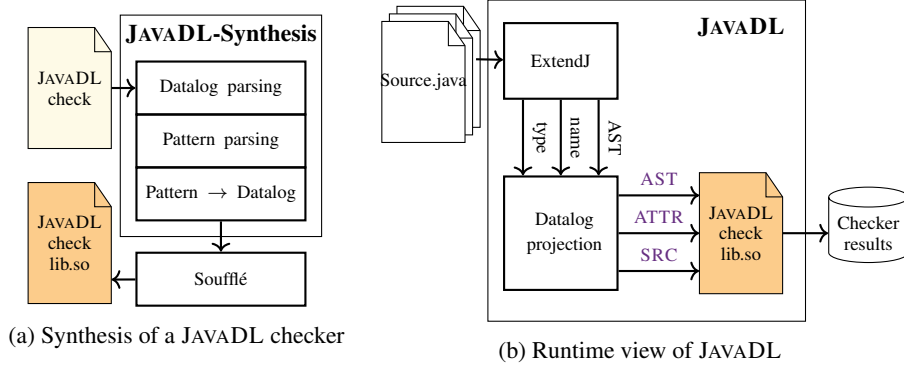 JAVADL-Synthesis
JAVADL
check
Datalog parsing
Pattern parsing
Pattern → Datalog
JAVADL
check
lib.so
Soufflé
(a) Synthesis of a JAVADL checker
JAVADL
Source.java
ExtendJ
type
name
AST
Datalog
projection
AST
ATTR
SRC
JAVADL
check
lib.so
Checker
results
(b) Runtime view of JAVADL